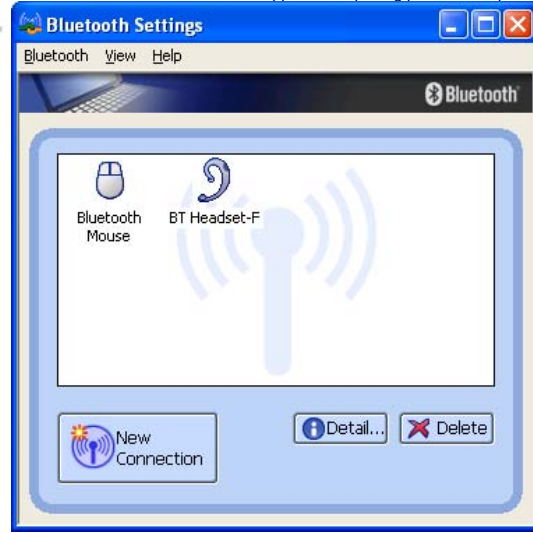 Bluetooth Settings
Bluetooth View Help
Bluetooth
Bluetooth
Mouse
BT Headset-F
New
Connection
Detail...
Delete